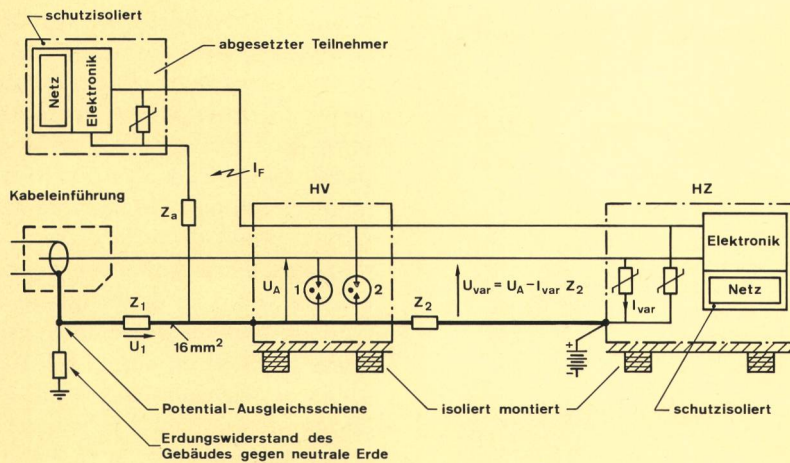 schutzisoliert
abgesetzter Teilnehmer
Netz
Elektronik
I_F
Kabeleinführung
Z_a
HV
HZ
Elektronik
Netz
U_A
1
2
U_var = U_A – I_var Z_2
I_var
Z_1
U_1
16 mm²
Z_2
+
–
Potential-Ausgleichsschiene
isoliert montiert
schutzisoliert
Erdungswiderstand des
Gebäudes gegen neutrale Erde